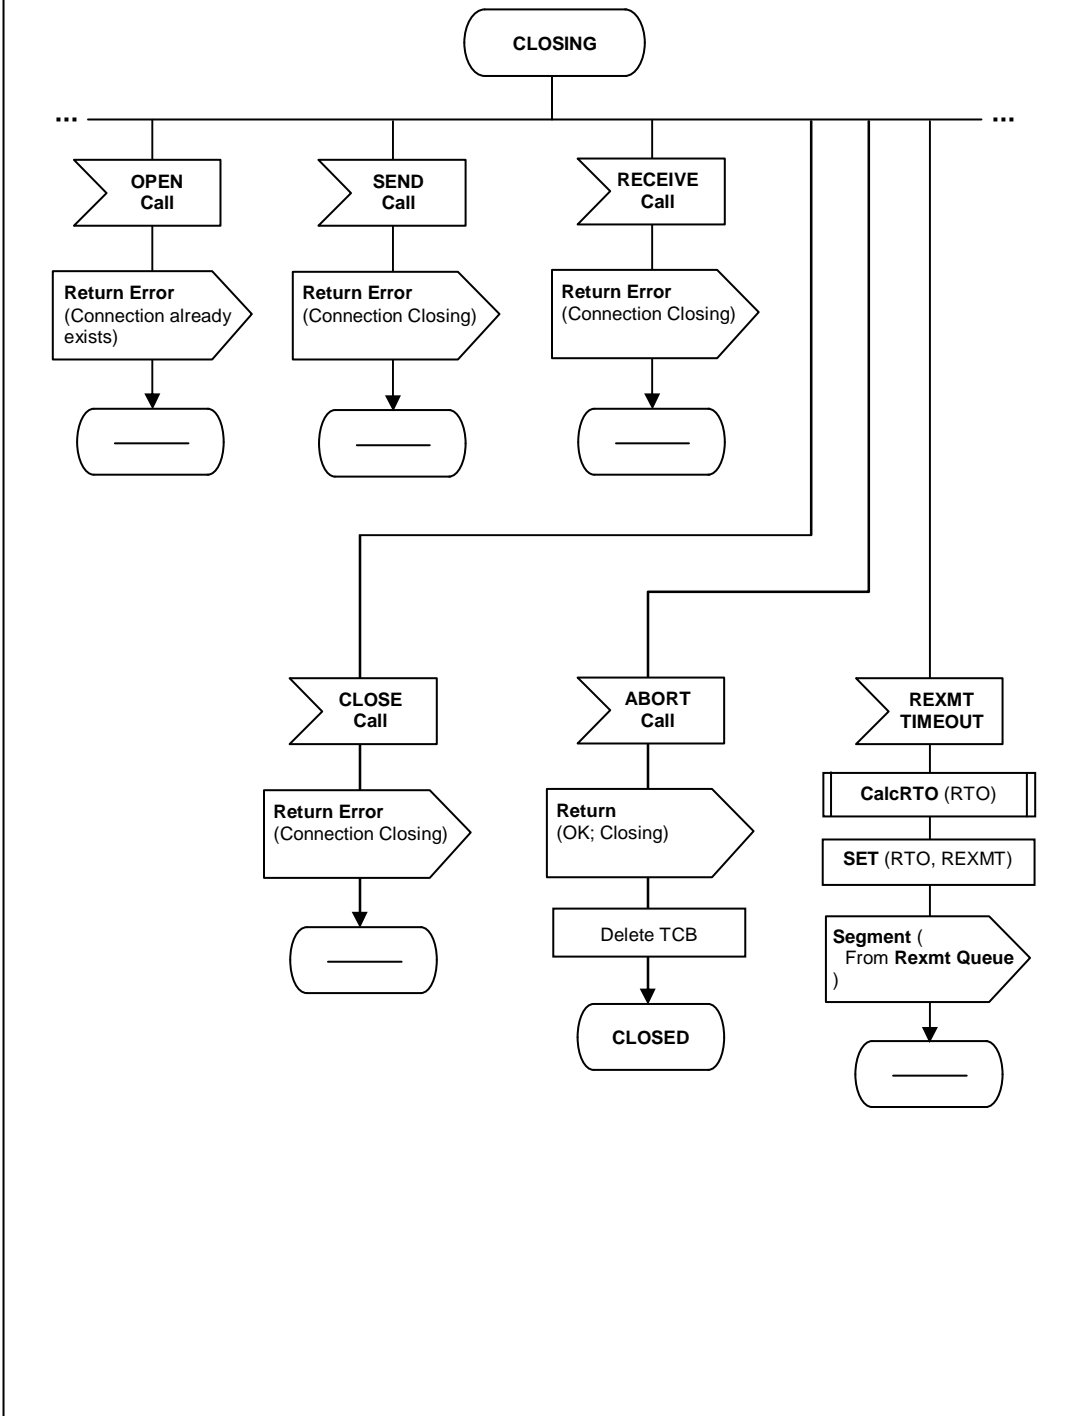 CLOSING
... ...
OPEN
Call
SEND
Call
RECEIVE
Call
Return Error
(Connection already
exists)
Return Error
(Connection Closing)
Return Error
(Connection Closing)
CLOSE
Call
ABORT
Call
REXMT
TIMEOUT
Return Error
(Connection Closing)
Return
(OK; Closing)
Delete TCB
CLOSED
CalcRTO (RTO)
SET (RTO, REXMT)
Segment (
From Rexmt Queue
)